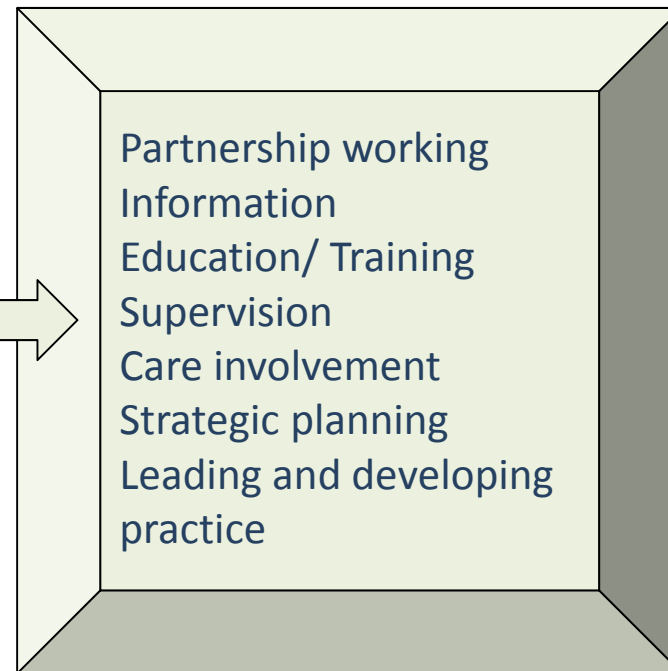 Partnership working
Information
Education/ Training
Supervision
Care involvement
Strategic planning
Leading and developing
practice